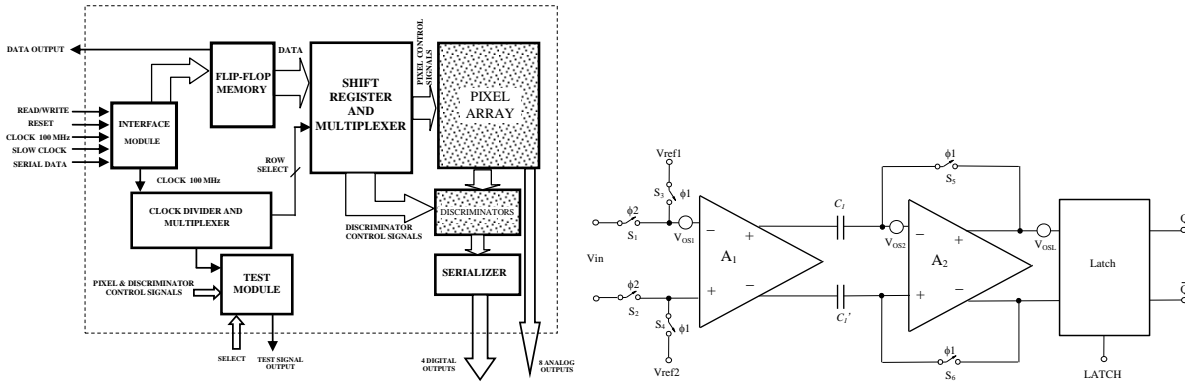 DATA OUTPUT
FLIP-FLOP
MEMORY
DATA
SHIFT
REGISTER
AND
MULTIPLEXER
PIXEL CONTROL
SIGNALS
PIXEL
ARRAY
READ/WRITE
RESET
CLOCK 100 MHz
SLOW CLOCK
SERIAL DATA
INTERFACE
MODULE
CLOCK 100 MHz
ROW
SELECT
CLOCK DIVIDER AND
MULTIPLEXER
DISCRIMINATOR
CONTROL SIGNALS
DISCRIMINATORS
SERIALIZER
TEST
MODULE
PIXEL & DISCRIMINATOR
CONTROL SIGNALS
SELECT
TEST SIGNAL
OUTPUT
4 DIGITAL
OUTPUTS
8 ANALOG
OUTPUTS
Vref1
S3
ϕ1
ϕ2
S1
VOS1
−
+
A1
+
−
Vin
ϕ2
S2
S4
ϕ1
Vref2
C1
C1'
ϕ1
S5
VOS2
−
+
A2
+
−
VOSL
ϕ1
S6
Latch
Q
Q̅
LATCH